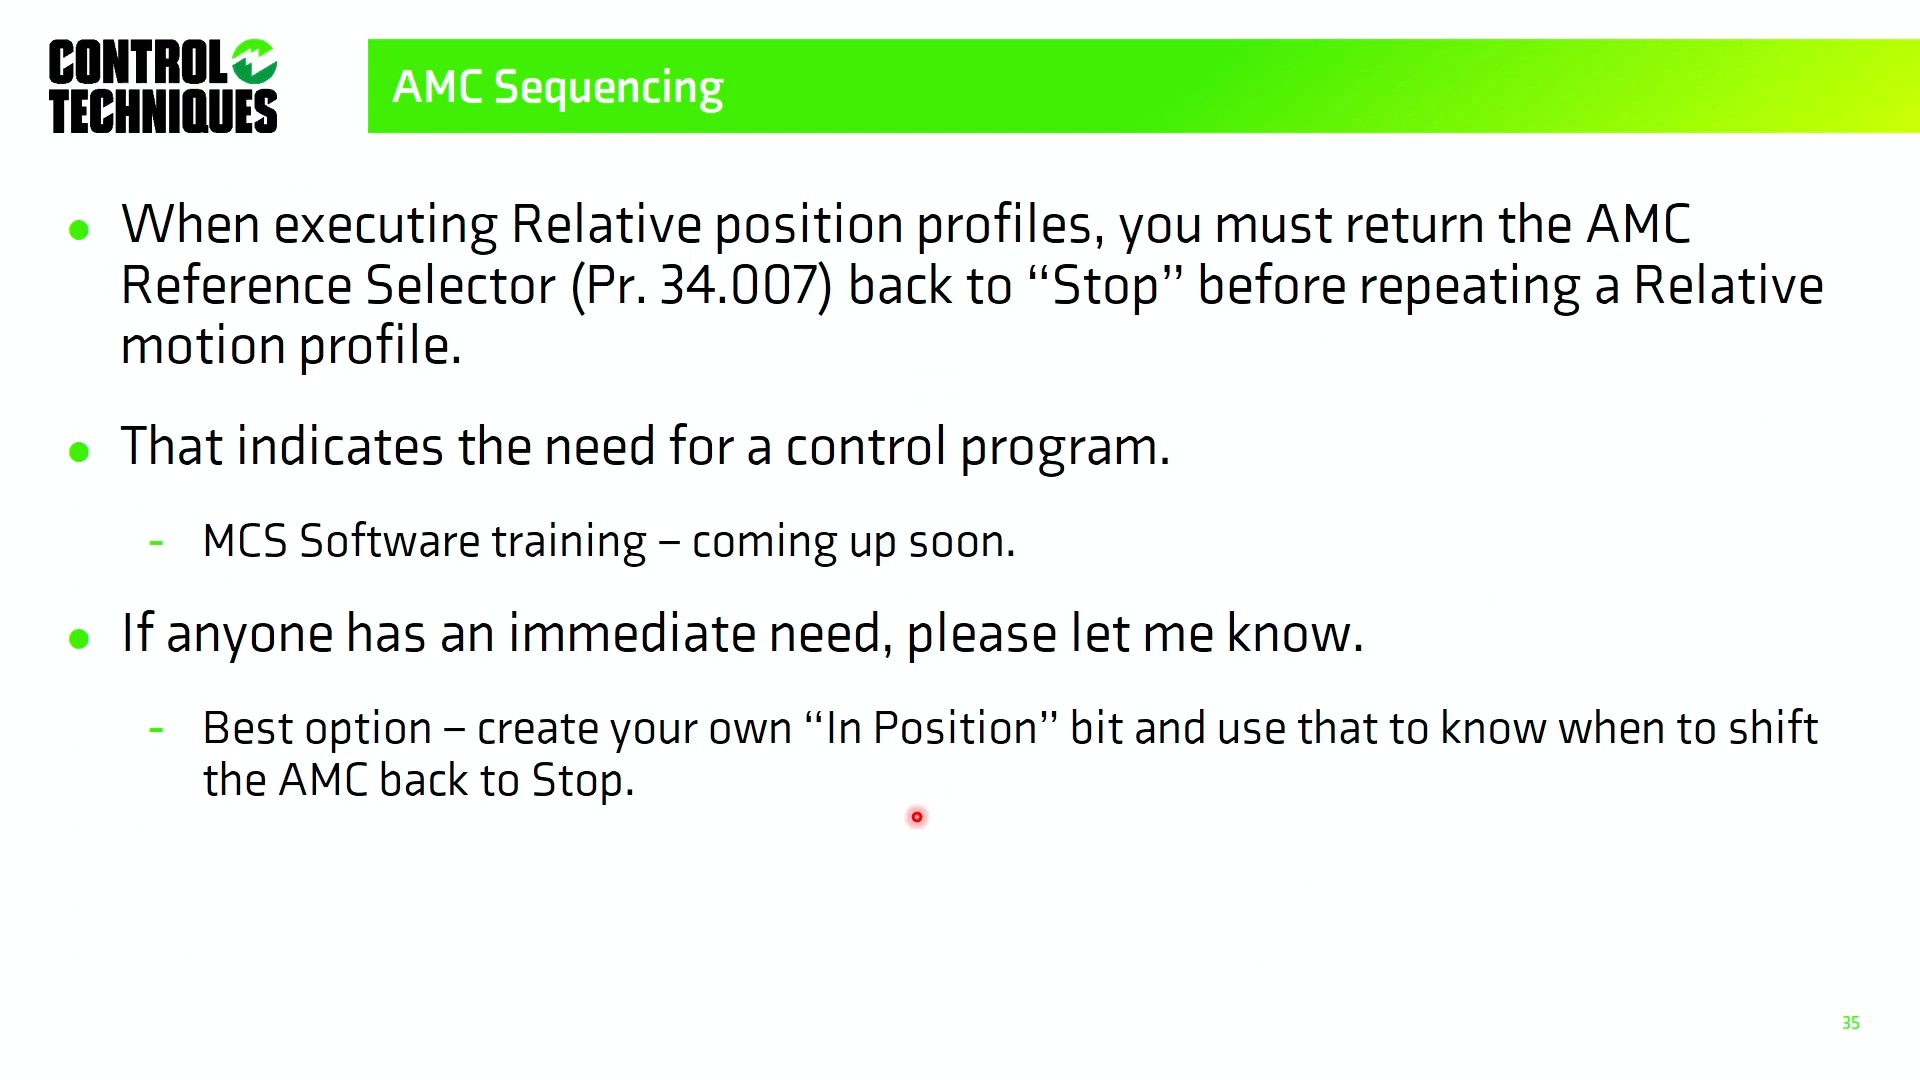 CONTROL
TECHNIQUES
AMC Sequencing
When executing Relative position profiles, you must return the AMC
Reference Selector (Pr. 34.007) back to “Stop” before repeating a Relative
motion profile.
That indicates the need for a control program.
- MCS Software training – coming up soon.
If anyone has an immediate need, please let me know.
- Best option – create your own “In Position” bit and use that to know when to shift
the AMC back to Stop.
35